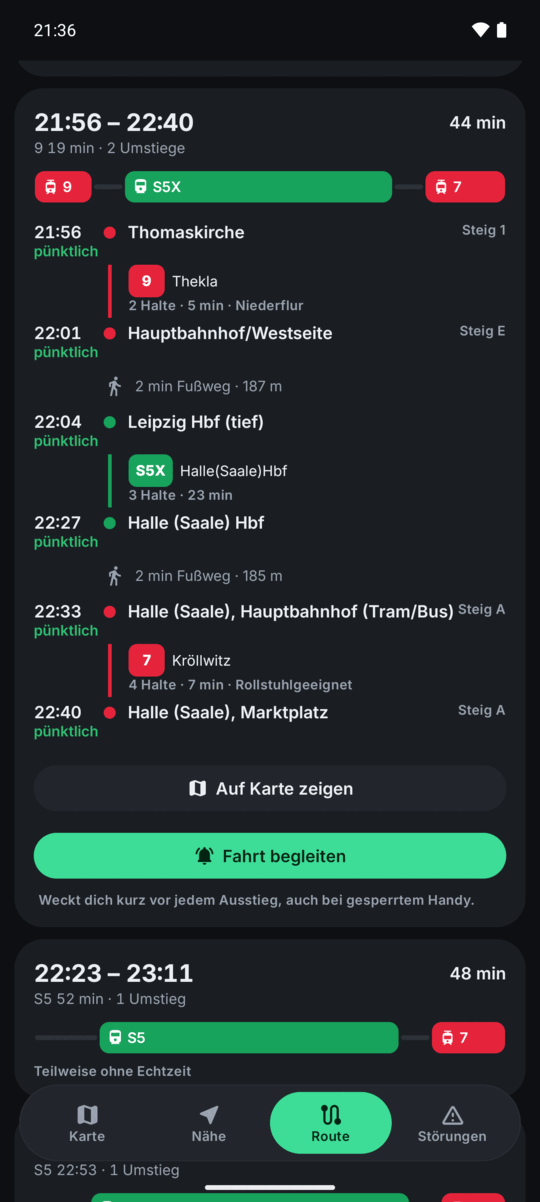 21:36
21:56 – 22:40
44 min
9 19 min · 2 Umstiege
9
S5X
7
21:56
Thomaskirche
Steig 1
pünktlich
9 Thekla
2 Halte · 5 min · Niederflur
22:01
Hauptbahnhof/Westseite
Steig E
pünktlich
2 min Fußweg · 187 m
22:04
Leipzig Hbf (tief)
pünktlich
S5X Halle(Saale)Hbf
3 Halte · 23 min
22:27
Halle (Saale) Hbf
pünktlich
2 min Fußweg · 185 m
22:33
Halle (Saale), Hauptbahnhof (Tram/Bus)
Steig A
pünktlich
7 Kröllwitz
4 Halte · 7 min · Rollstuhlgeeignet
22:40
Halle (Saale), Marktplatz
Steig A
pünktlich
Auf Karte zeigen
Fahrt begleiten
Weckt dich kurz vor jedem Ausstieg, auch bei gesperrtem Handy.
22:23 – 23:11
48 min
S5 52 min · 1 Umstieg
S5
7
Teilweise ohne Echtzeit
Karte
Nähe
Route
Störungen
S5 22:53 · 1 Umstieg